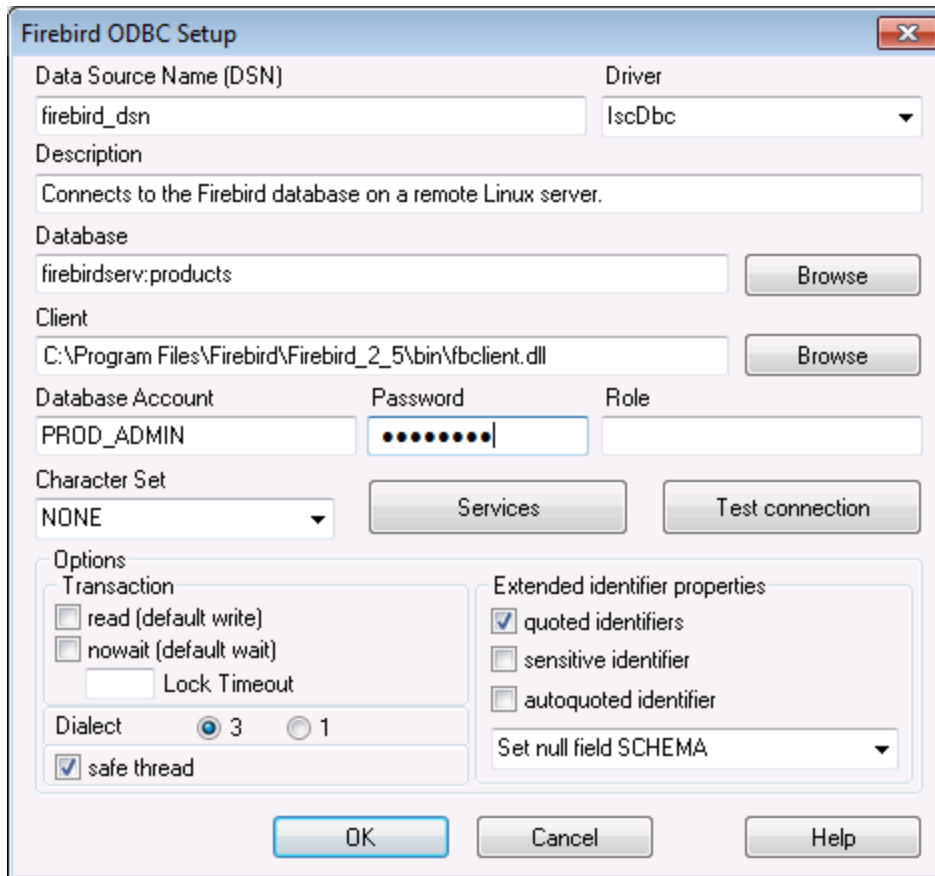 Firebird ODBC Setup
Data Source Name (DSN) Driver
firebird_dsn IscDbc
Description
Connects to the Firebird database on a remote Linux server.
Database
firebirdserv:products Browse
Client
C:\Program Files\Firebird\Firebird_2_5\bin\fbclient.dll Browse
Database Account Password Role
PROD_ADMIN ●●●●●●●●
Character Set
NONE Services Test connection
Options
Transaction Extended identifier properties
read (default write) quoted identifiers
nowait (default wait) sensitive identifier
Lock Timeout autoquoted identifier
Dialect 3 1 Set null field SCHEMA
safe thread
OK Cancel Help